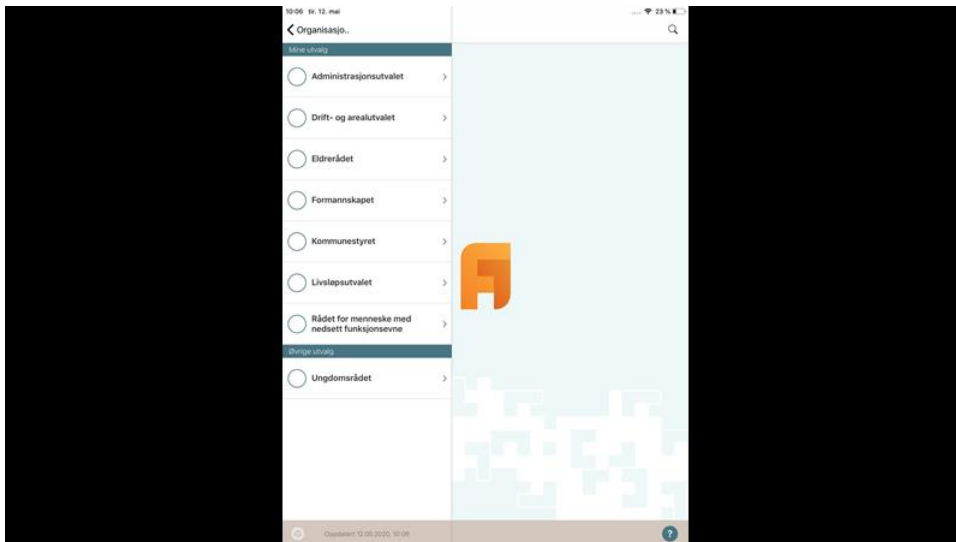 10:06 tir. 12. mai
23 %
Organisasjo..
Mine utvalg
Administrasjonsutvalet
Drift- og arealutvalet
Eldrerådet
Formannskapet
Kommunestyret
Livsløpsutvalet
Rådet for menneske med
nedsett funksjonsevne
Øvrige utvalg
Ungdomsrådet
Oppdatert 12.05.2020, 10:06
?